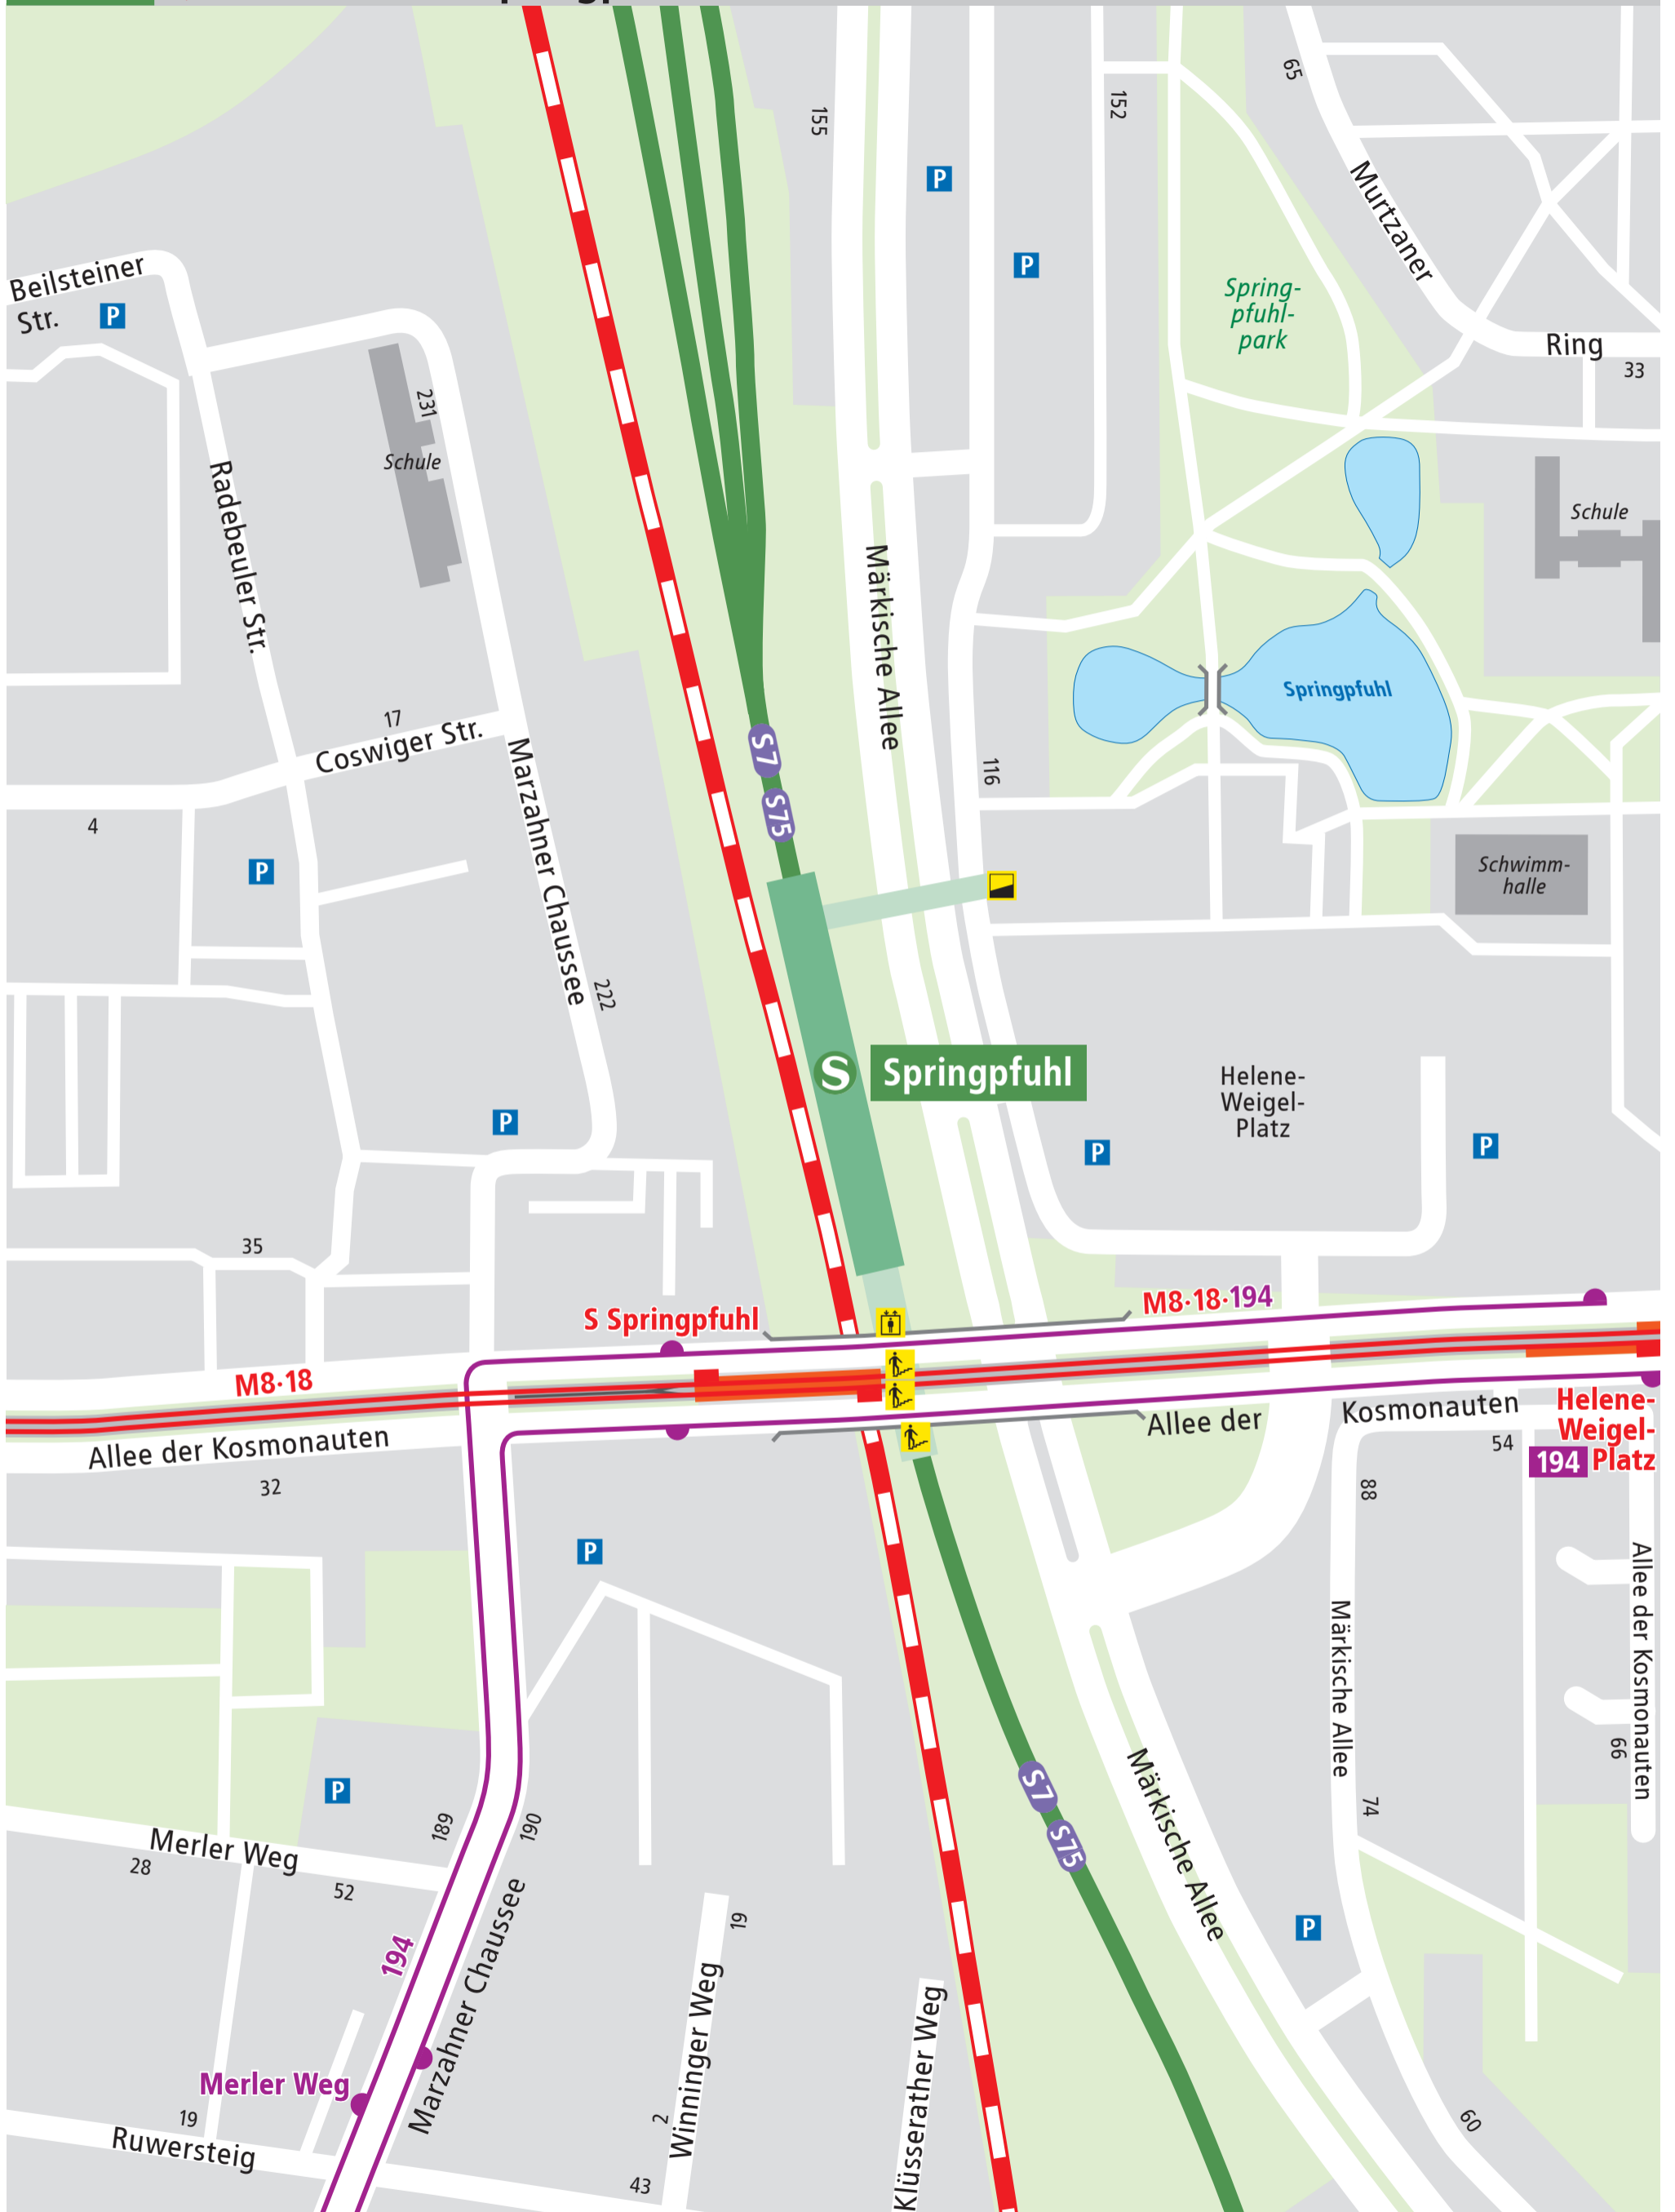 155
152
65
Murtzaner
Ring
33
Spring-
pfuhl-
park
Beilsteiner
Str.
P
P
P
231
Schule
Radebeuler Str.
Märkische Allee
Schule
Springpfuhl
17
Coswiger Str.
Marzahner Chaussee
S7
S75
116
4
P
Schwimm-
halle
222
S Springpfuhl
Helene-
Weigel-
Platz
P
P
P
35
S Springpfuhl
M8·18·194
M8·18
Allee der Kosmonauten
Allee der
Kosmonauten
Helene-
Weigel-
194 Platz
54
32
88
P
Märkische Allee
Allee der Kosmonauten
66
74
S7
S75
Märkische Allee
P
189
190
Merler Weg
28
52
194
Marzahner Chaussee
19
Winninger Weg
2
Klüsserather Weg
P
Merler Weg
19
Ruwersteig
43
60